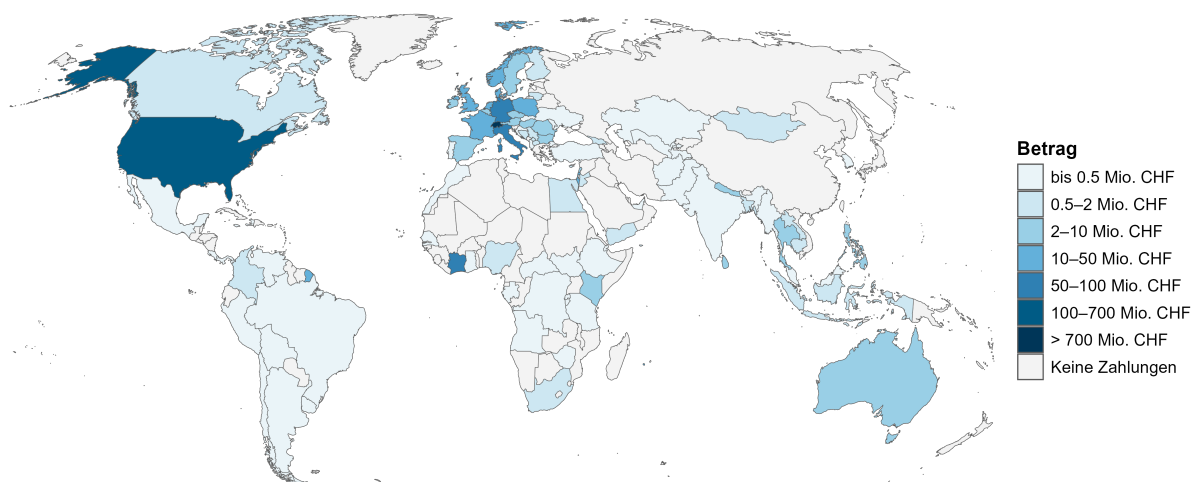 Betrag
bis 0.5 Mio. CHF
0.5–2 Mio. CHF
2–10 Mio. CHF
10–50 Mio. CHF
50–100 Mio. CHF
100–700 Mio. CHF
> 700 Mio. CHF
Keine Zahlungen